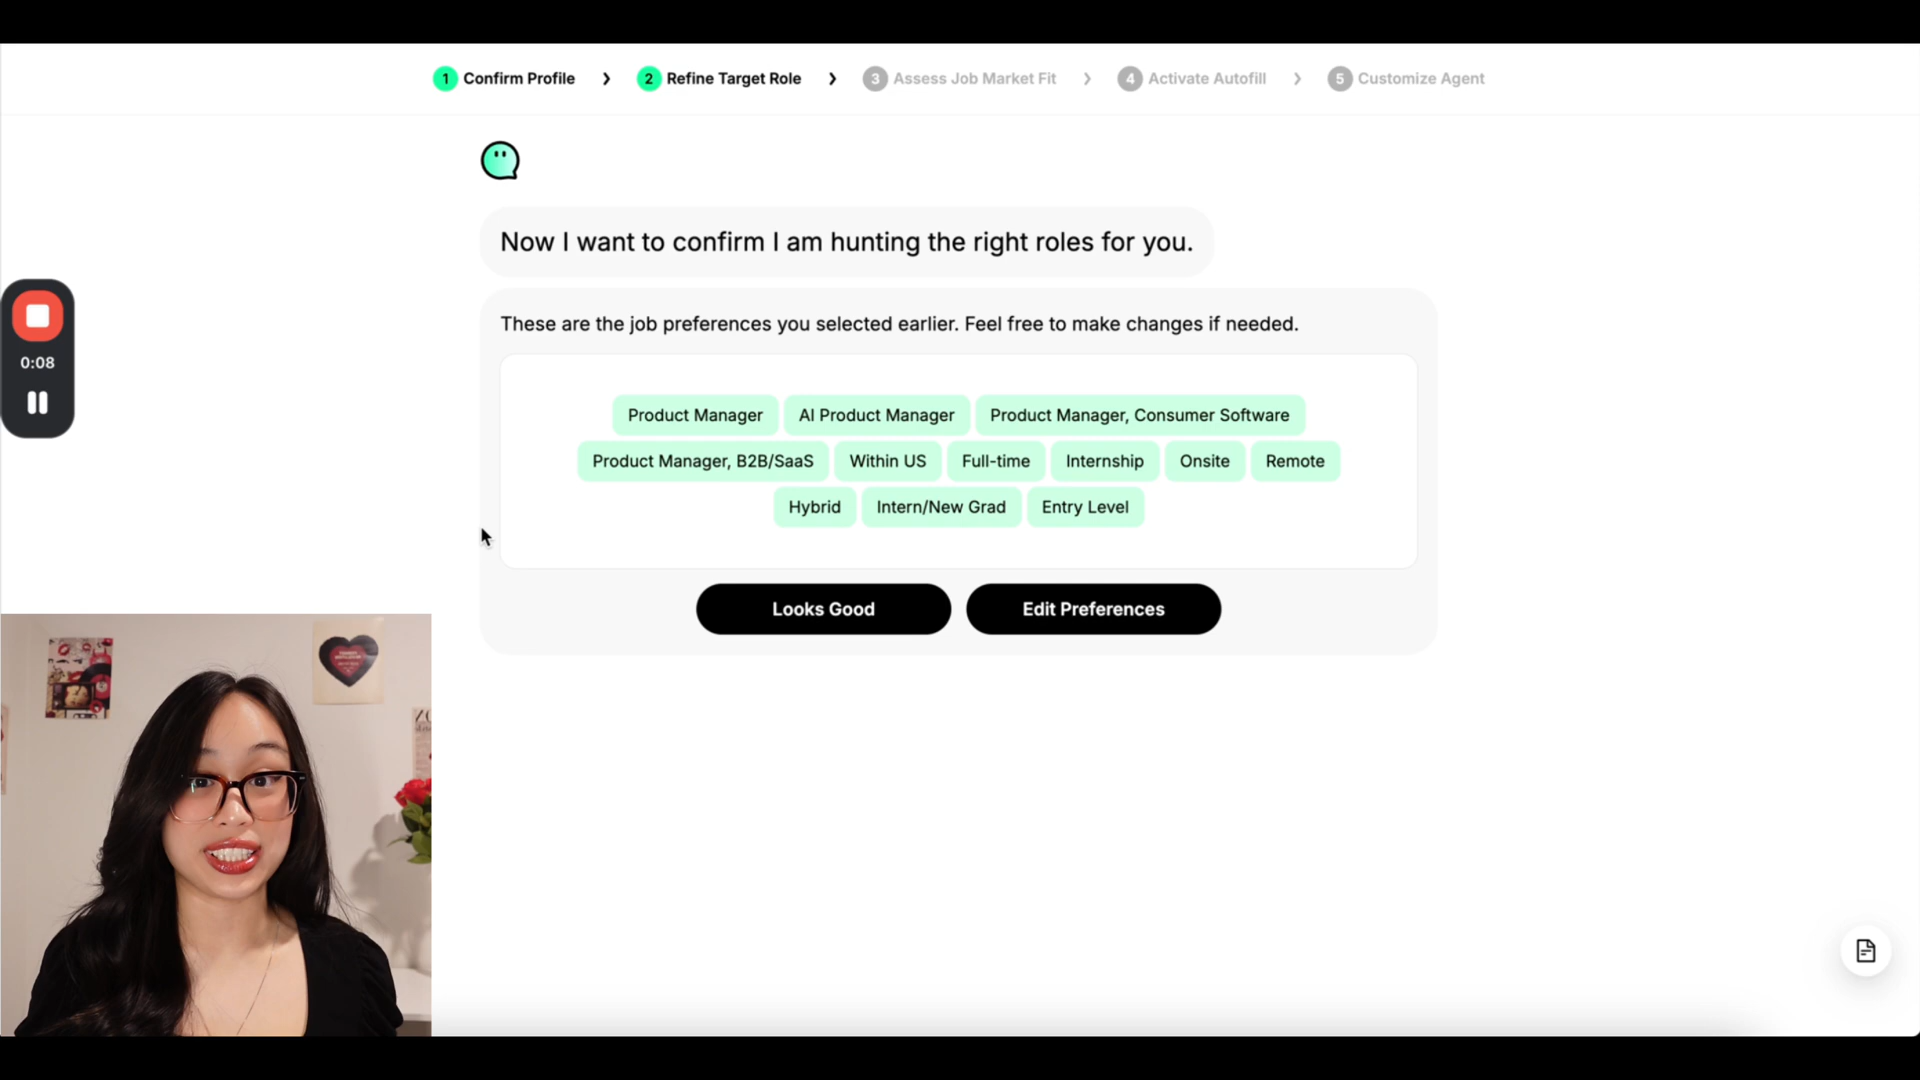 1 Confirm Profile > 2 Refine Target Role > 3 Assess Job Market Fit > 4 Activate Autofill > 5 Customize Agent
Now I want to confirm I am hunting the right roles for you.
These are the job preferences you selected earlier. Feel free to make changes if needed.
0:08
Product Manager AI Product Manager Product Manager, Consumer Software
Product Manager, B2B/SaaS Within US Full-time Internship Onsite Remote
Hybrid Intern/New Grad Entry Level
Looks Good Edit Preferences